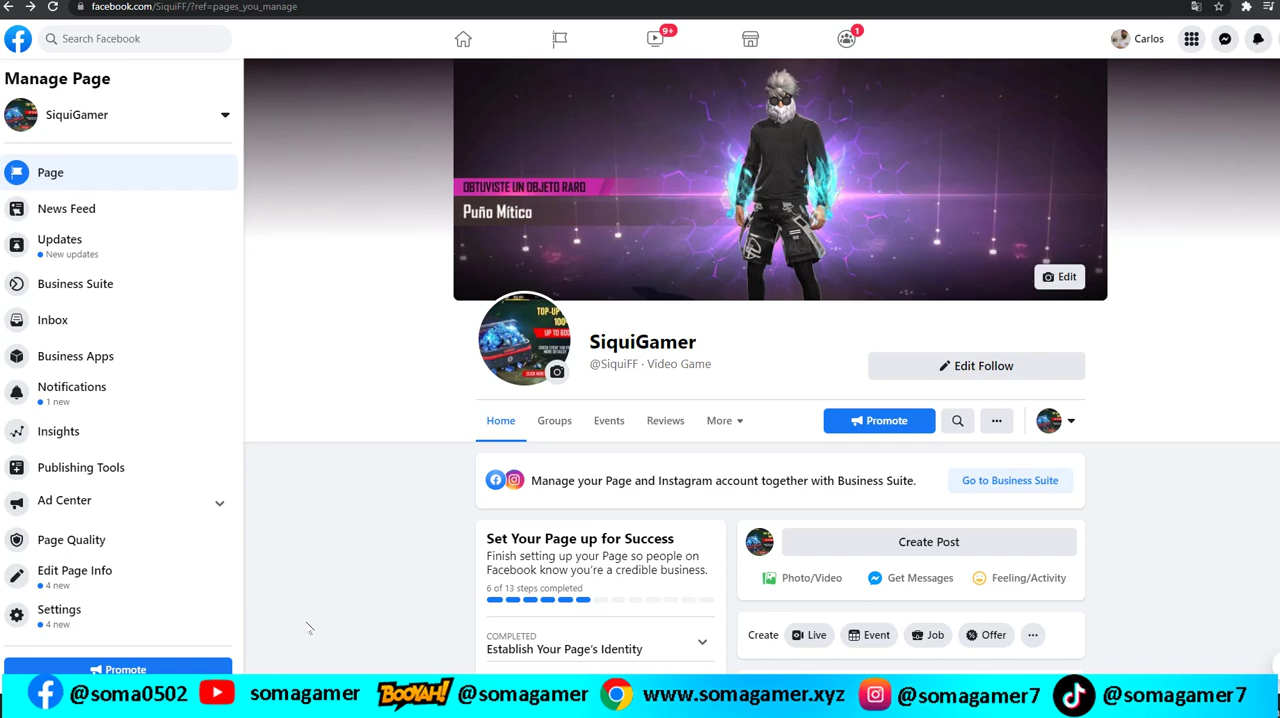 facebook.com/SiquiFF/?ref=pages_you_manage
Search Facebook
9+
1
Carlos
Manage Page
SiquiGamer
Page
News Feed
Updates
New updates
Business Suite
Inbox
Business Apps
Notifications
1 new
Insights
Publishing Tools
Ad Center
Page Quality
Edit Page Info
4 new
Settings
4 new
Promote
OBTUVISTE UN OBJETO RARO
Puño Mítico
Edit
TOP-UP
100
UP TO 600
SiquiGamer
@SiquiFF · Video Game
Edit Follow
Home Groups Events Reviews More
Promote
Manage your Page and Instagram account together with Business Suite.
Go to Business Suite
Set Your Page up for Success
Finish setting up your Page so people on
Facebook know you're a credible business.
6 of 13 steps completed
COMPLETED
Establish Your Page's Identity
Create Post
Photo/Video Get Messages Feeling/Activity
Create Live Event Job Offer
@soma0502 somagamer BOOYAH! @somagamer www.somagamer.xyz @somagamer7 @somagamer7